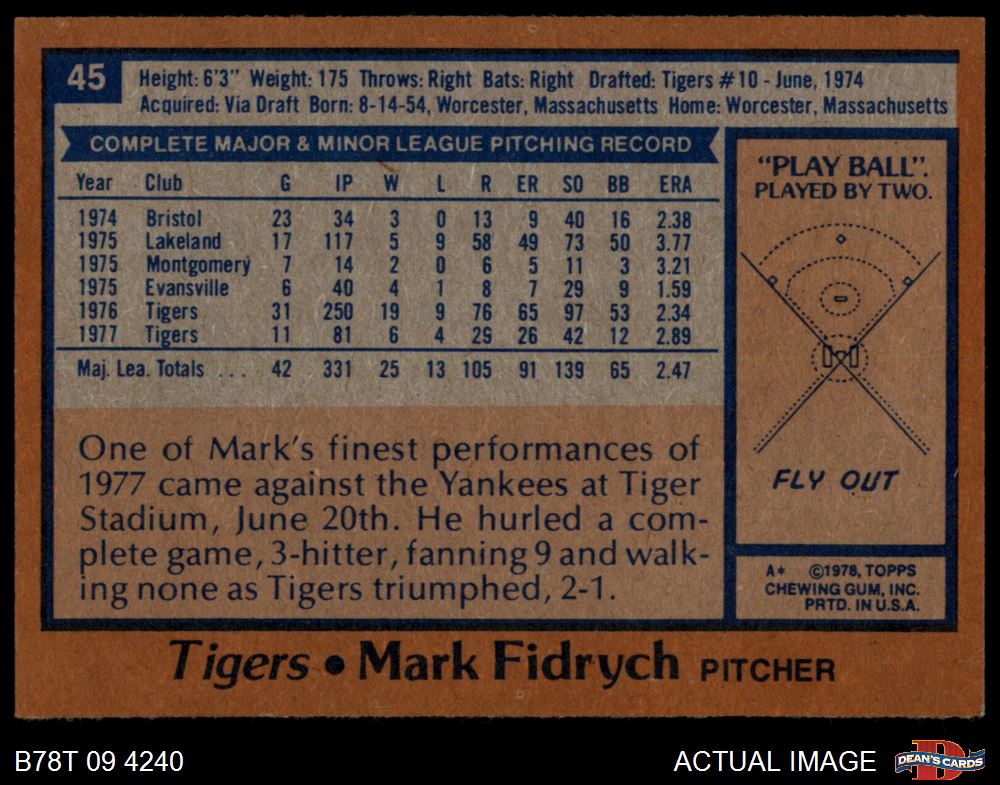 45
Height: 6'3" Weight: 175 Throws: Right Bats: Right Drafted: Tigers #10 - June, 1974
Acquired: Via Draft Born: 8-14-54, Worcester, Massachusetts Home: Worcester, Massachusetts
COMPLETE MAJOR & MINOR LEAGUE PITCHING RECORD
Year Club G IP W L R ER SO BB ERA
1974 Bristol 23 34 3 0 13 9 40 16 2.38
1975 Lakeland 17 117 5 9 58 49 73 50 3.77
1975 Montgomery 7 14 2 0 6 5 11 3 3.21
1975 Evansville 6 40 4 1 8 7 29 9 1.59
1976 Tigers 31 250 19 9 76 65 97 53 2.34
1977 Tigers 11 81 6 4 29 26 42 12 2.89
Maj. Lea. Totals ... 42 331 25 13 105 91 139 65 2.47
One of Mark's finest performances of
1977 came against the Yankees at Tiger
Stadium, June 20th. He hurled a com-
plete game, 3-hitter, fanning 9 and walk-
ing none as Tigers triumphed, 2-1.
"PLAY BALL".
PLAYED BY TWO.
FLY OUT
A* ©1978, TOPPS
CHEWING GUM, INC.
PRTD. IN U.S.A.
Tigers • Mark Fidrych PITCHER
B78T 09 4240
ACTUAL IMAGE
D
DEAN'S CARDS